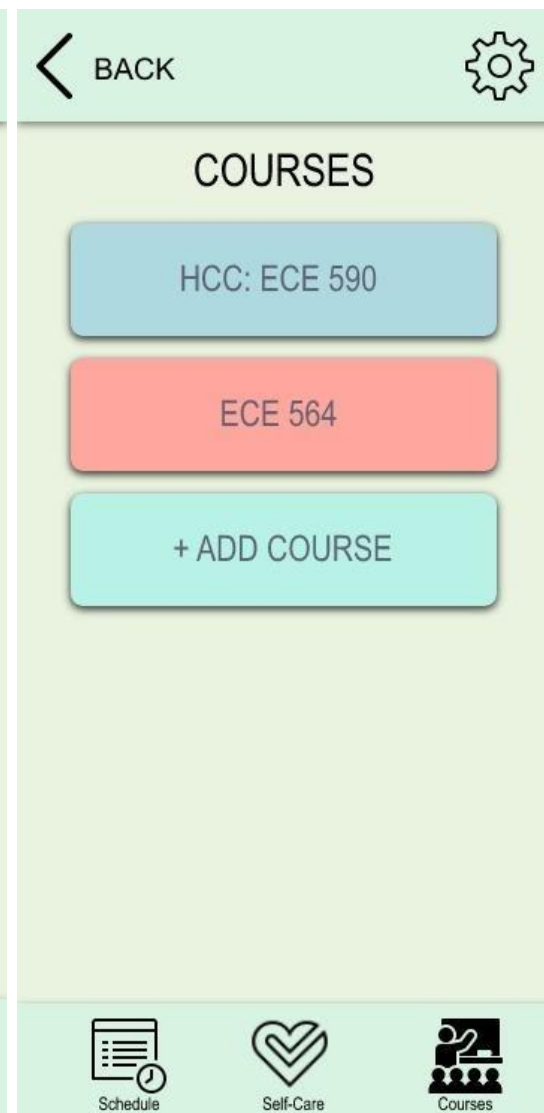 BACK
COURSES
HCC: ECE 590
ECE 564
+ ADD COURSE
Schedule
Self-Care
Courses